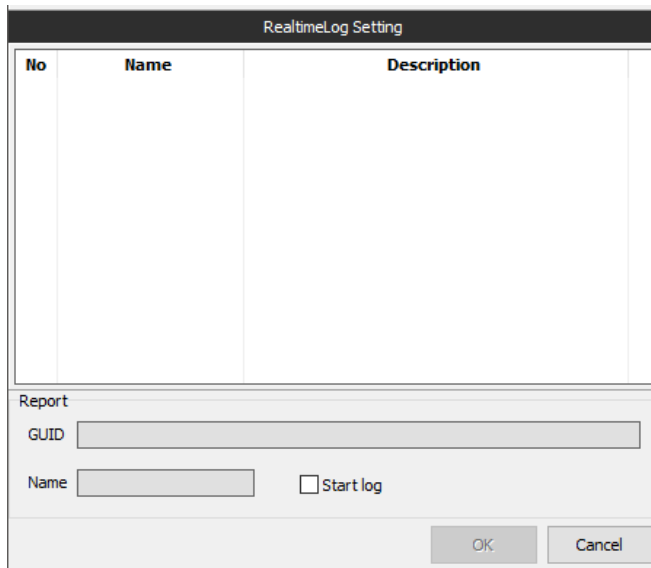 RealtimeLog Setting
No Name Description
Report
GUID
Name Start log
OK Cancel